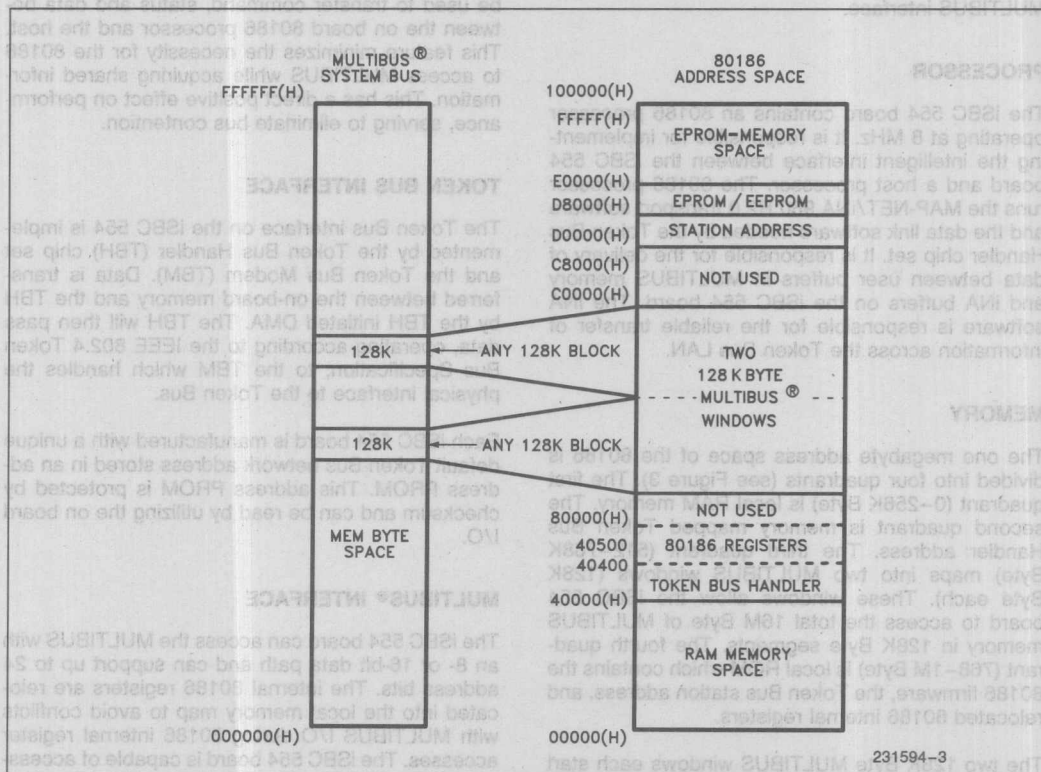 MULTIBUS®
SYSTEM BUS
FFFFFF(H)
128K
ANY 128K BLOCK
128K
ANY 128K BLOCK
MEM BYTE
SPACE
000000(H)
80186
ADDRESS SPACE
100000(H)
FFFFF(H)
EPROM-MEMORY
SPACE
E0000(H)
EPROM / EEPROM
D8000(H)
STATION ADDRESS
D0000(H)
C8000(H)
NOT USED
C0000(H)
TWO
128 K BYTE
MULTIBUS ®
WINDOWS
NOT USED
80000(H)
80186 REGISTERS
40500
40400
TOKEN BUS HANDLER
40000(H)
RAM MEMORY
SPACE
00000(H)
231594-3